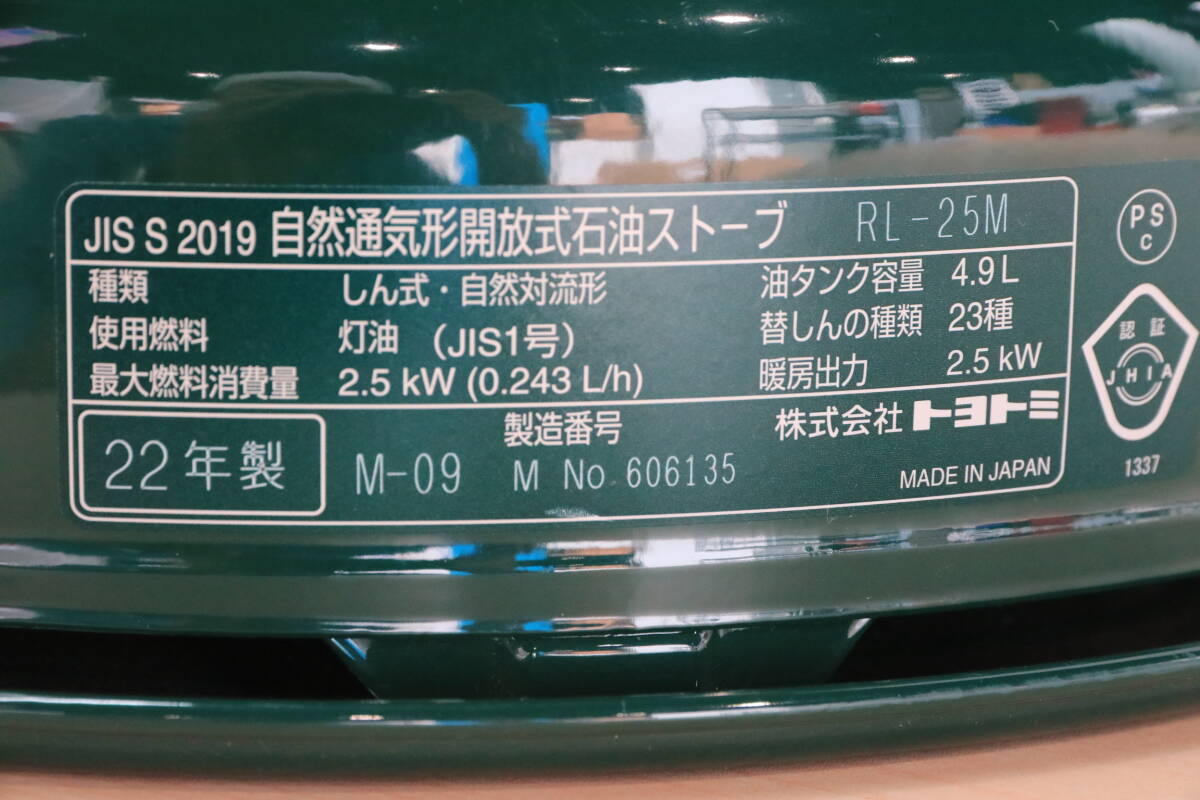 JIS S 2019 自然通気形開放式石油ストーブ RL-25M
種類 しん式・自然対流形 油タンク容量 4.9 L
使用燃料 灯油 (JIS1号) 替しんの種類 23種
最大燃料消費量 2.5 kW (0.243 L/h) 暖房出力 2.5 kW
22年製
製造番号
M-09 M No 606135
株式会社 トヨトミ
MADE IN JAPAN
PS
C
認証
JHIA
1337